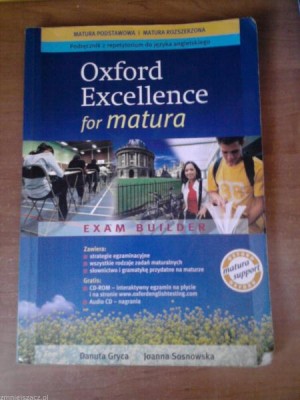 MATURA PODSTAWOWA I MATURA ROZSZERZONA
Podręcznik z repetytorium do języka angielskiego
Oxford
Excellence
for matura
EXAM BUILDER
Zawiera:
strategie egzaminacyjne
wszystkie rodzaje zadań maturalnych
słownictwo i gramatykę przydatne na maturze
Gratis:
CD-ROM – interaktywny egzamin na płycie
i na stronie www.oxfordenglishtesting.com
Audio CD – nagrania
matura
support
Danuta Gryca Joanna Sosnowska